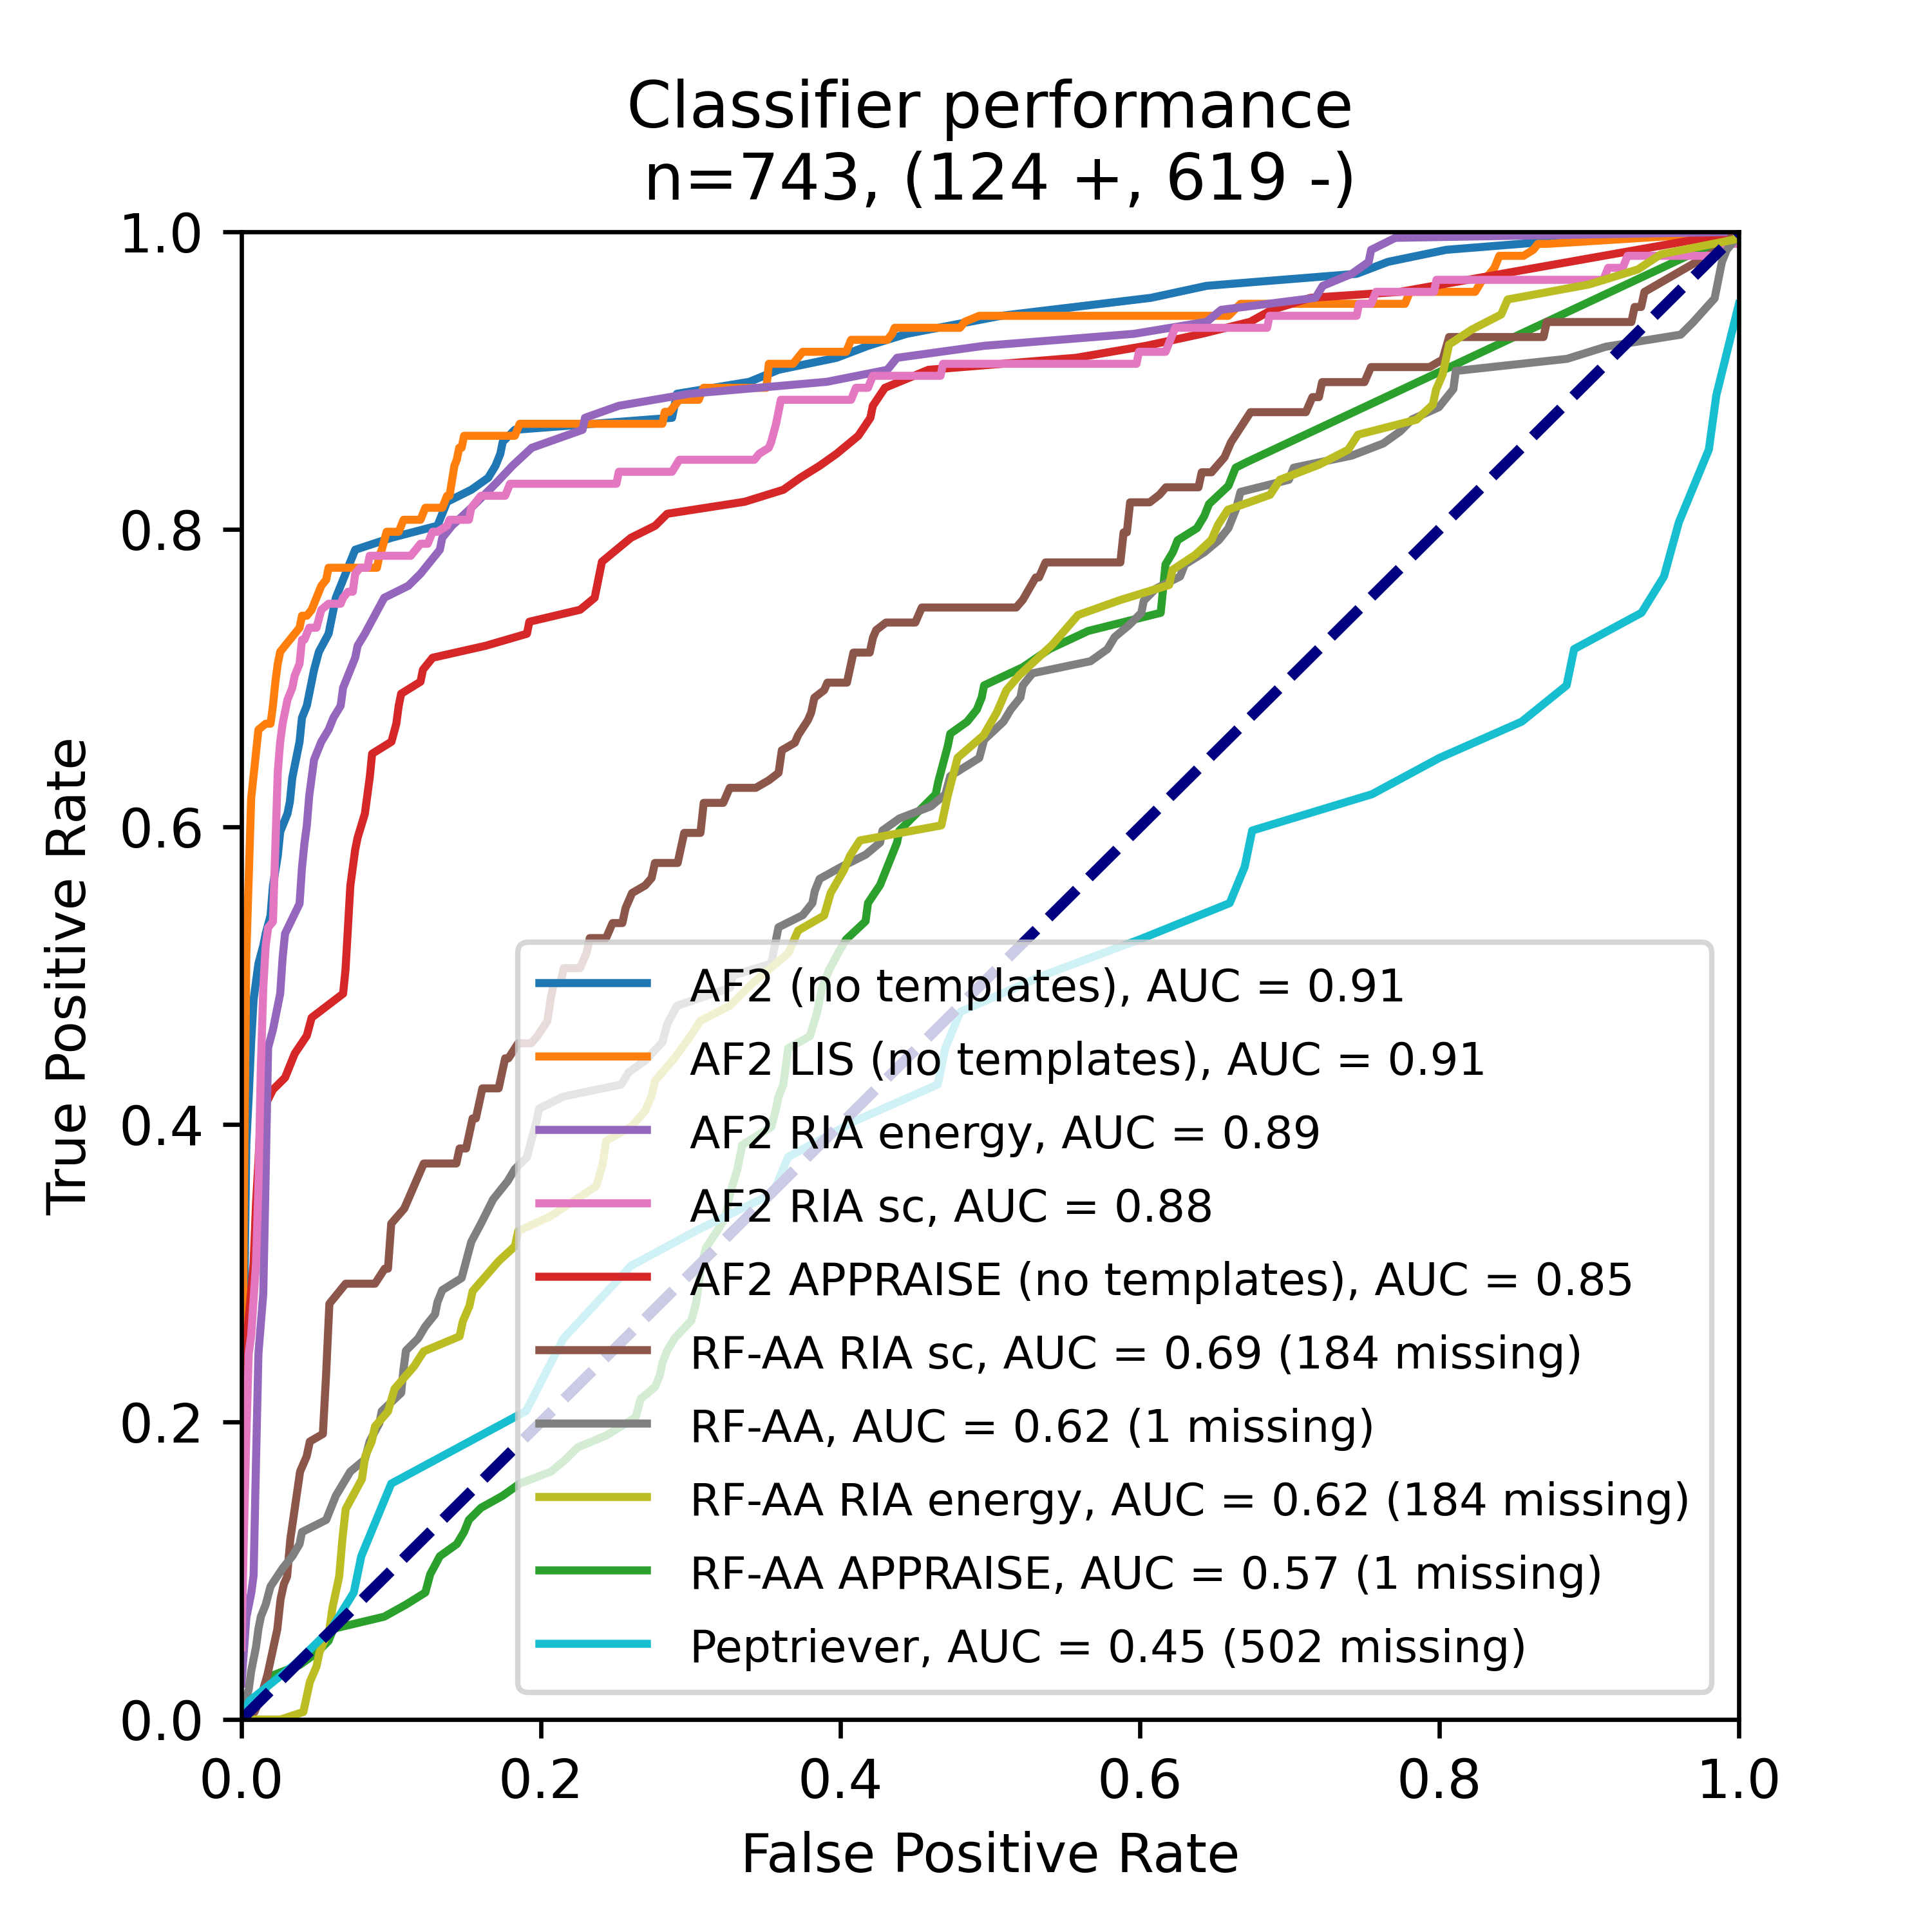 Classifier performance
n=743, (124 +, 619 -)
True Positive Rate
1.0
0.8
0.6
0.4
0.2
0.0
AF2 (no templates), AUC = 0.91
AF2 LIS (no templates), AUC = 0.91
AF2 RIA energy, AUC = 0.89
AF2 RIA sc, AUC = 0.88
AF2 APPRAISE (no templates), AUC = 0.85
RF-AA RIA sc, AUC = 0.69 (184 missing)
RF-AA, AUC = 0.62 (1 missing)
RF-AA RIA energy, AUC = 0.62 (184 missing)
RF-AA APPRAISE, AUC = 0.57 (1 missing)
Peptriever, AUC = 0.45 (502 missing)
0.0 0.2 0.4 0.6 0.8 1.0
False Positive Rate